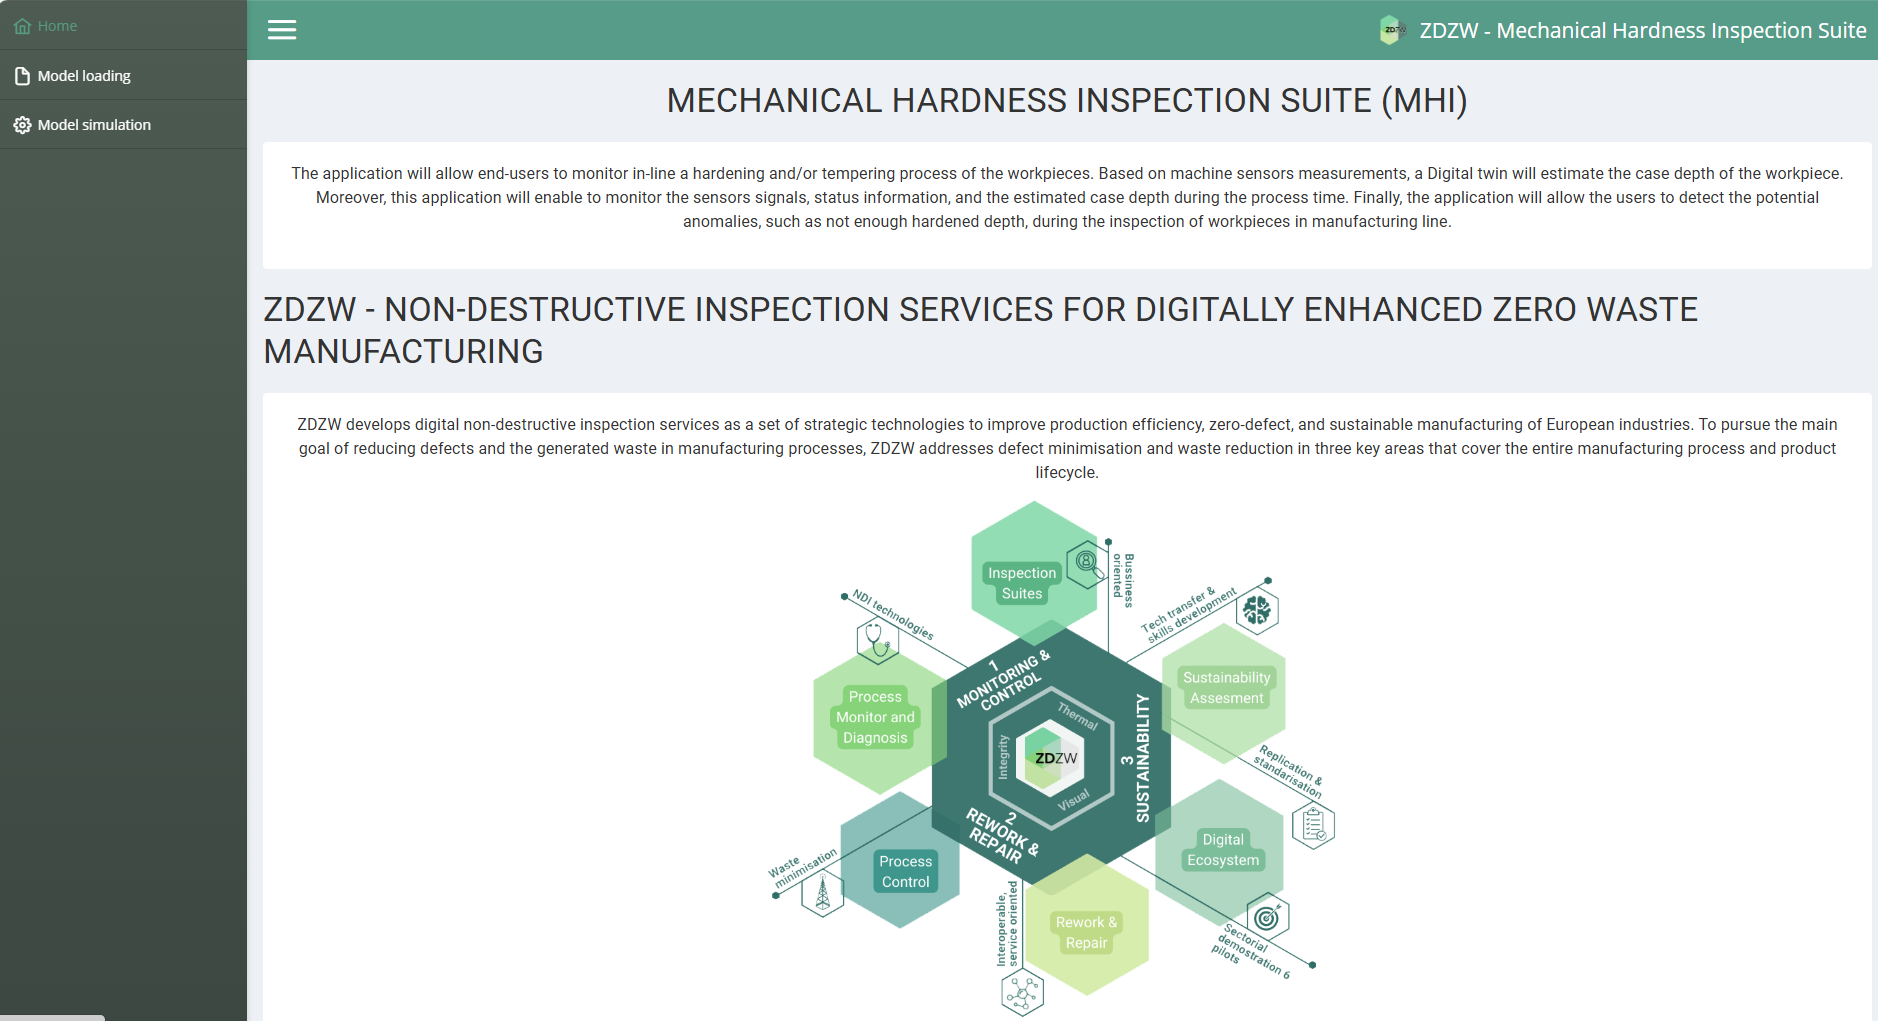 Home
Model loading
Model simulation
ZDZW
ZDZW - Mechanical Hardness Inspection Suite
MECHANICAL HARDNESS INSPECTION SUITE (MHI)
The application will allow end-users to monitor in-line a hardening and/or tempering process of the workpieces. Based on machine sensors measurements, a Digital twin will estimate the case depth of the workpiece.
Moreover, this application will enable to monitor the sensors signals, status information, and the estimated case depth during the process time. Finally, the application will allow the users to detect the potential
anomalies, such as not enough hardened depth, during the inspection of workpieces in manufacturing line.
ZDZW - NON-DESTRUCTIVE INSPECTION SERVICES FOR DIGITALLY ENHANCED ZERO WASTE
MANUFACTURING
ZDZW develops digital non-destructive inspection services as a set of strategic technologies to improve production efficiency, zero-defect, and sustainable manufacturing of European industries. To pursue the main
goal of reducing defects and the generated waste in manufacturing processes, ZDZW addresses defect minimisation and waste reduction in three key areas that cover the entire manufacturing process and product
lifecycle.
Inspection
Suites
Bussiness
oriented
NDI technologies
Tech transfer &
skills development
Process
Monitor and
Diagnosis
1
MONITORING &
CONTROL
Sustainability
Assesment
Thermal
Integrity
Visual
ZDZW
3
SUSTAINABILITY
Replication &
standarisation
2
REWORK &
REPAIR
Waste
minimisation
Process
Control
Digital
Ecosystem
Interoperable,
service oriented
Rework &
Repair
Sectorial
demostration 6
pilots